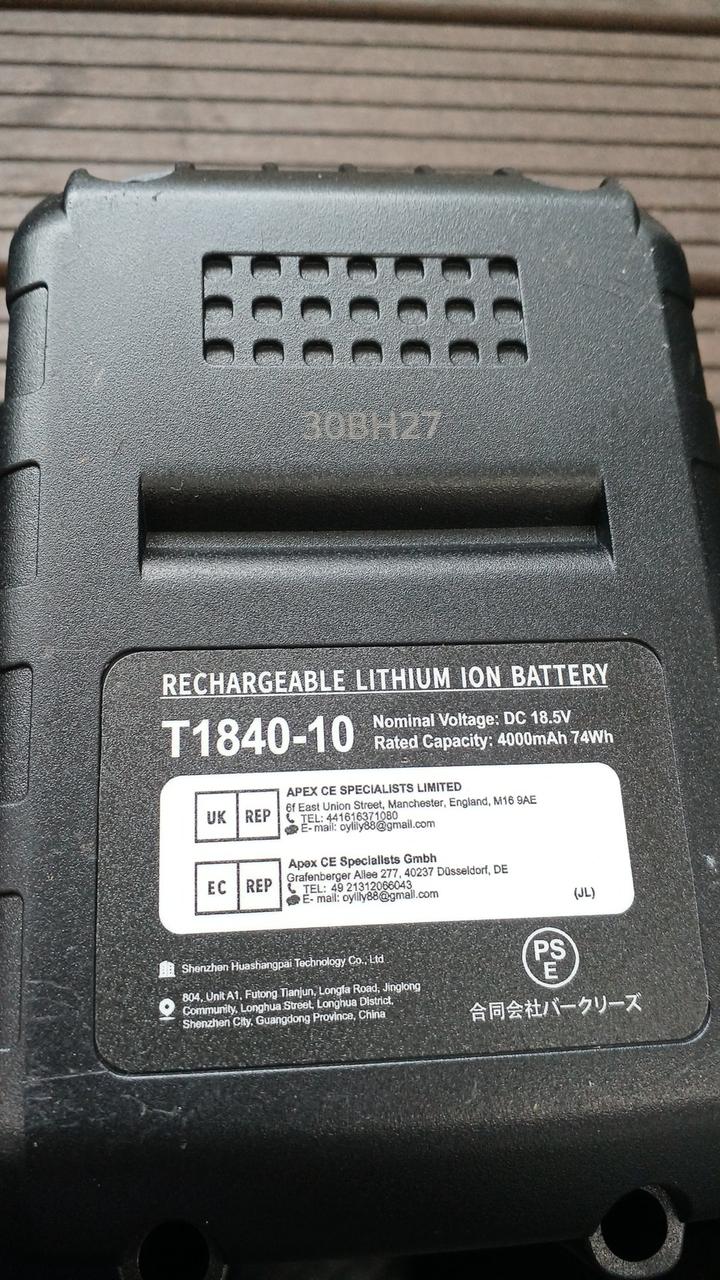 30BH27
RECHARGEABLE LITHIUM ION BATTERY
T1840-10
Nominal Voltage: DC 18.5V
Rated Capacity: 4000mAh 74Wh
UK REP
APEX CE SPECIALISTS LIMITED
6f East Union Street, Manchester, England, M16 9AE
TEL: 441616371080
E- mail: oylily88@gmail.com
EC REP
Apex CE Specialists Gmbh
Grafenberger Allee 277, 40237 Düsseldorf, DE
TEL: 49 21312066043
E- mail: oylily88@gmail.com
(JL)
Shenzhen Huashangpai Technology Co., Ltd
804, Unit A1, Futong Tianjun, Longfa Road, Jinglong
Community, Longhua Street, Longhua District,
Shenzhen City, Guangdong Province, China
PS
E
合同会社バークリーズ